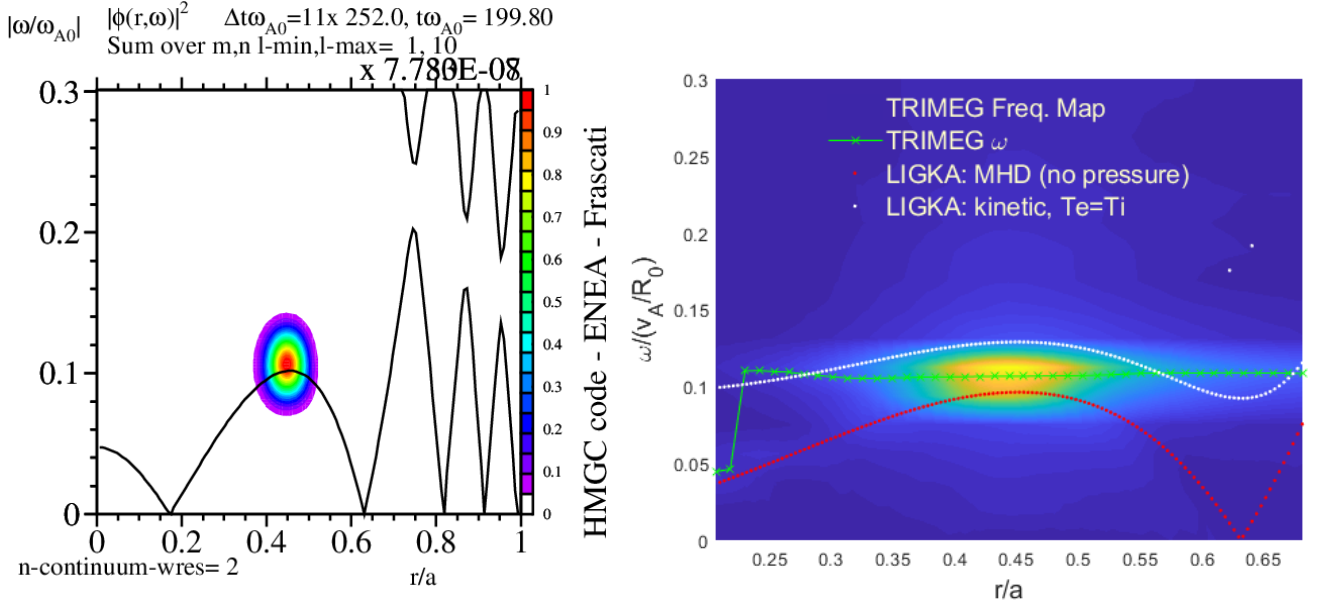 |ω/ω_A0|
|ϕ(r,ω)|² Δtω_A0=11x 252.0, tω_A0= 199.80
Sum over m,n l-min,l-max= 1, 10
0.3
0.2
0.1
0
0 0.2 0.4 0.6 0.8 1
r/a
n-continuum-wres= 2
1
0.9
0.8
0.7
0.6
0.5
0.4
0.3
0.2
0.1
0
HMGC code - ENEA - Frascati
TRIMEG Freq. Map
TRIMEG ω
LIGKA: MHD (no pressure)
LIGKA: kinetic, Te=Ti
ω/(v_A/R_0)
0.3
0.25
0.2
0.15
0.1
0.05
0
0.25 0.3 0.35 0.4 0.45 0.5 0.55 0.6 0.65
r/a